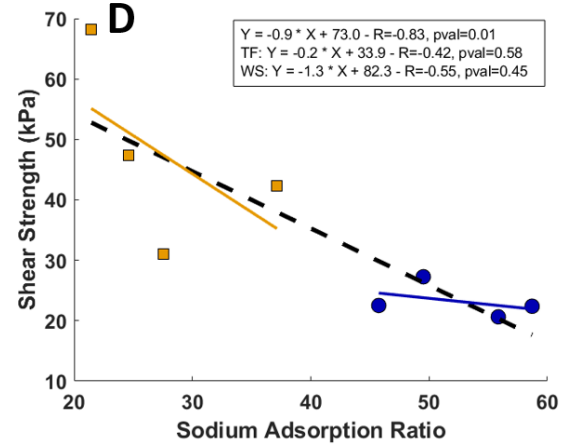 D
Y = -0.9 * X + 73.0 - R=-0.83, pval=0.01
TF: Y = -0.2 * X + 33.9 - R=-0.42, pval=0.58
WS: Y = -1.3 * X + 82.3 - R=-0.55, pval=0.45
Shear Strength (kPa)
70
60
50
40
30
20
10
20
30
40
50
60
Sodium Adsorption Ratio